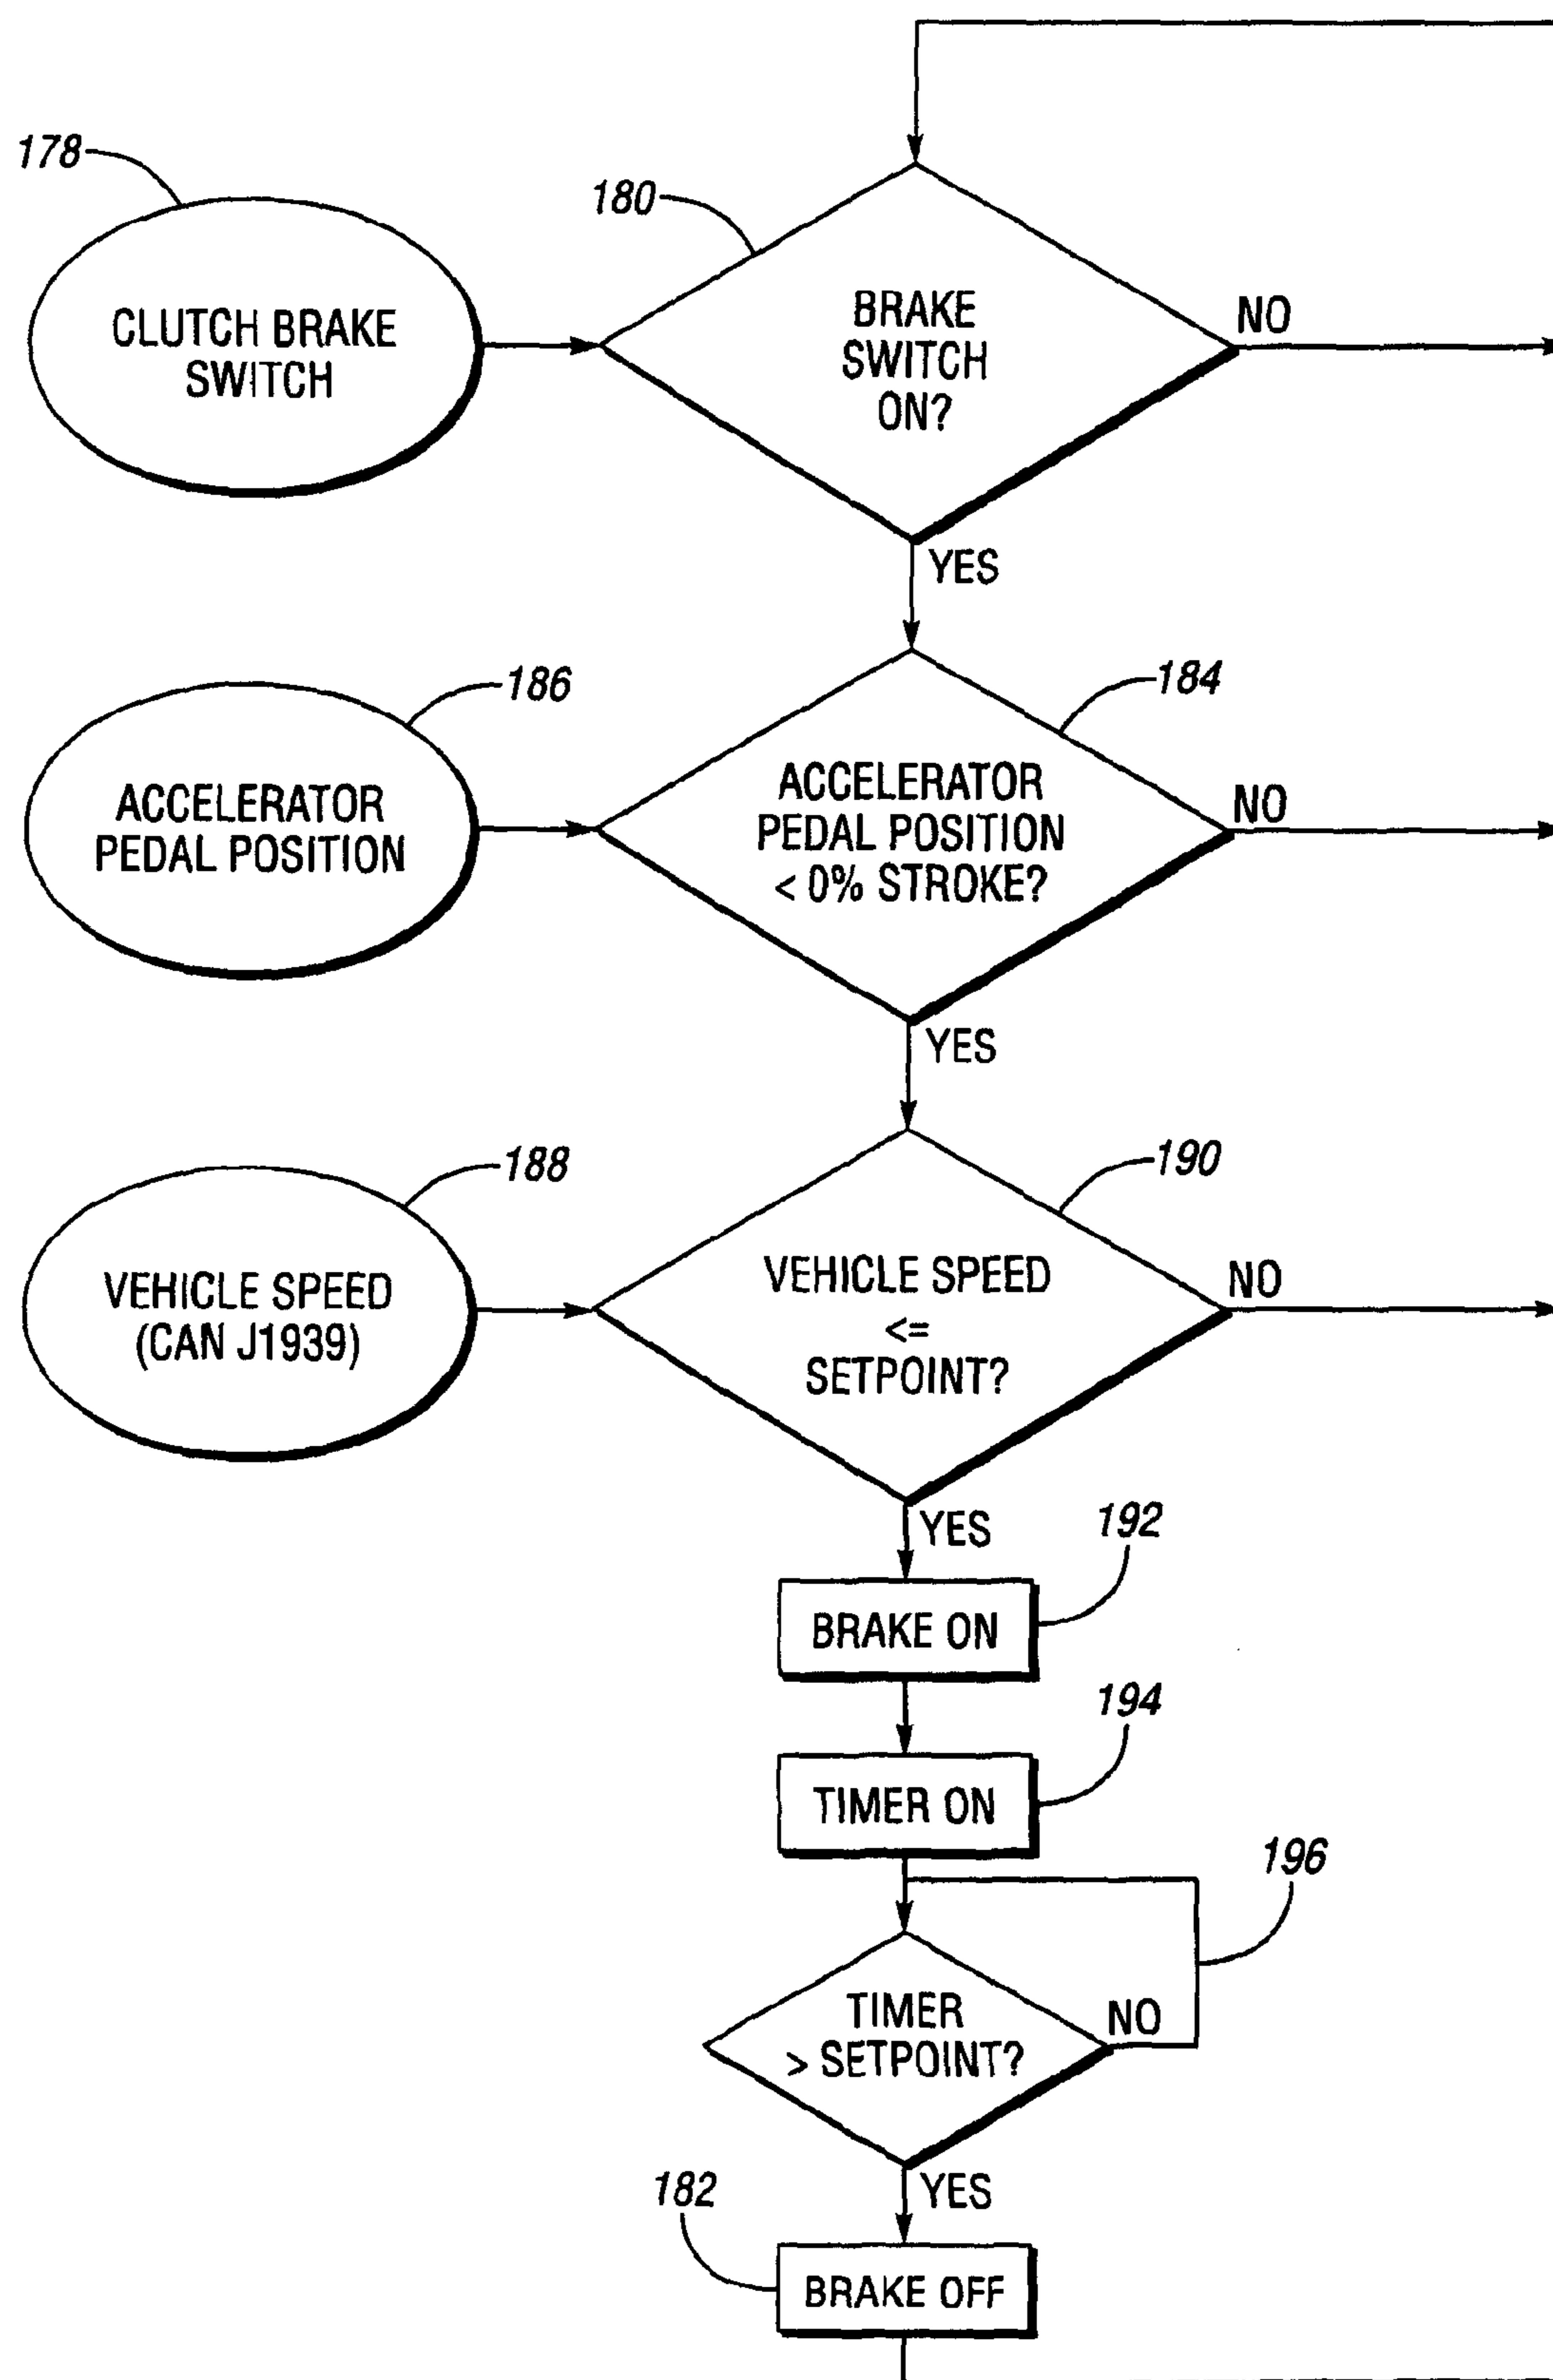 178
180
CLUTCH BRAKE
SWITCH
BRAKE
SWITCH
ON?
NO
YES
186
184
ACCELERATOR
PEDAL POSITION
ACCELERATOR
PEDAL POSITION
< 0% STROKE?
NO
YES
188
190
VEHICLE SPEED
(CAN J1939)
VEHICLE SPEED
<=
SETPOINT?
NO
YES
192
BRAKE ON
194
TIMER ON
196
TIMER
> SETPOINT?
NO
YES
182
BRAKE OFF